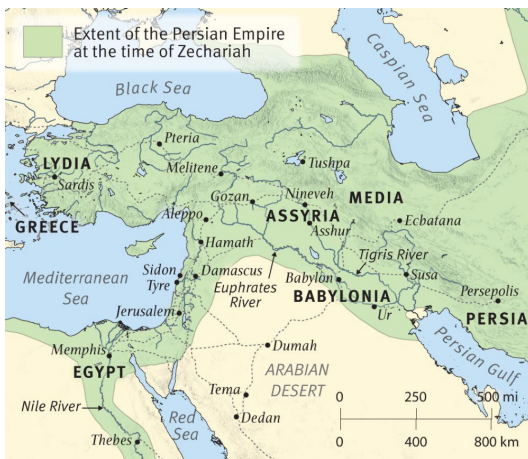 Extent of the Persian Empire
at the time of Zechariah
Black Sea
Caspian Sea
Pteria
LYDIA
Sardis
Melitene
Tushpa
GREECE
Gozan
Nineveh
MEDIA
Aleppo
ASSYRIA
Asshur
Ecbatana
Hamath
Tigris River
Mediterranean
Sea
Sidon
Tyre
Damascus
Euphrates
River
Babylon
Susa
BABYLONIA
Persepolis
Jerusalem
Ur
PERSIA
Memphis
EGYPT
Dumah
ARABIAN
DESERT
Persian Gulf
Nile River
Tema
Dedan
Red
Sea
Thebes
0 250 500 mi
0 400 800 km